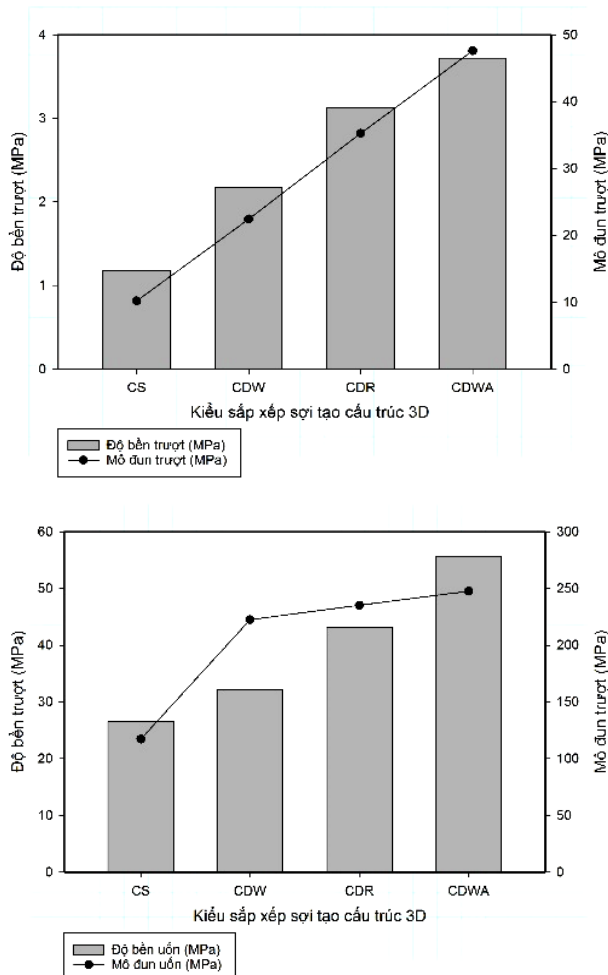 4
3
2
1
0
Độ bền trượt (MPa)
50
40
30
20
10
0
Mô đun trượt (MPa)
CS CDW CDR CDWA
Kiểu sắp xếp sợi tạo cấu trúc 3D
Độ bền trượt (MPa)
Mô đun trượt (MPa)
60
50
40
30
20
10
0
Độ bền trượt (MPa)
300
250
200
150
100
50
0
Mô đun trượt (MPa)
CS CDW CDR CDWA
Kiểu sắp xếp sợi tạo cấu trúc 3D
Độ bền uốn (MPa)
Mô đun uốn (MPa)